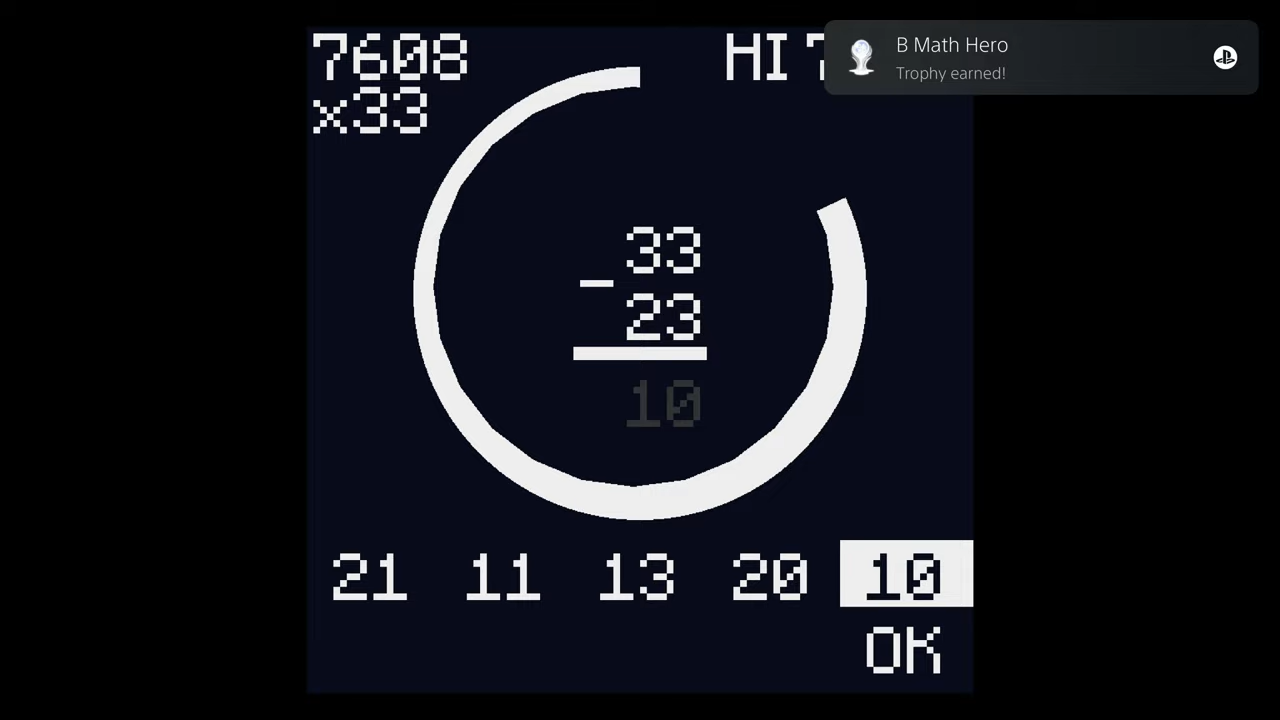 7608 HI 7
x33
B Math Hero
Trophy earned!
33
- 23
10
21 11 13 20 10
OK